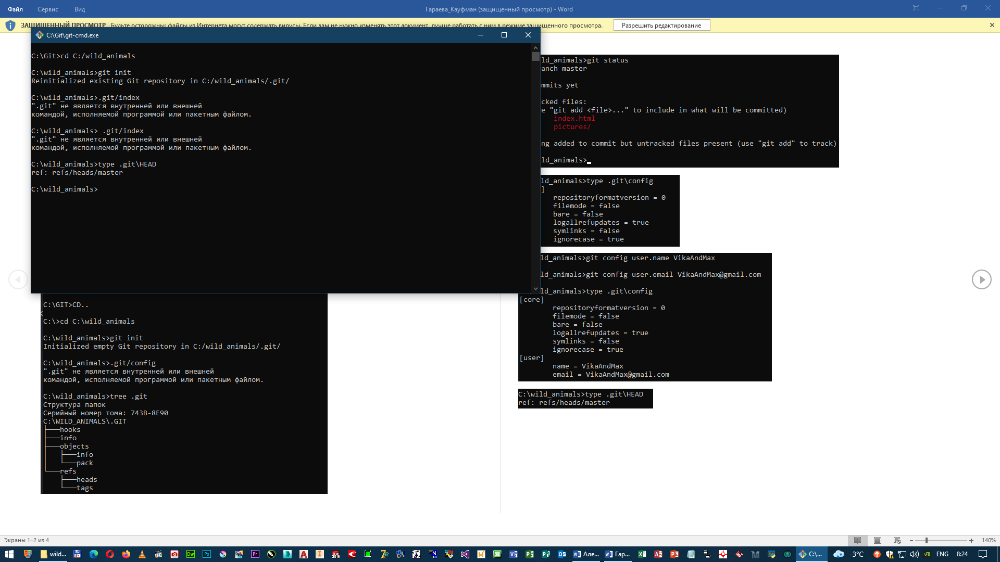 Файл Сервис Вид
Гараева_Кауфман (защищенный просмотр) - Word
ЗАЩИЩЕННЫЙ ПРОСМОТР Будьте осторожны: файлы из Интернета могут содержать вирусы. Если вам не нужно изменять этот документ, лучше работать с ним в режиме защищенного просмотра.
Разрешить редактирование
C:\Git\git-cmd.exe
C:\Git>cd C:/wild_animals
C:\wild_animals>git init
Reinitialized existing Git repository in C:/wild_animals/.git/
C:\wild_animals>.git/index
".git" не является внутренней или внешней
командой, исполняемой программой или пакетным файлом.
C:\wild_animals> .git/index
".git" не является внутренней или внешней
командой, исполняемой программой или пакетным файлом.
C:\wild_animals>type .git\HEAD
ref: refs/heads/master
C:\wild_animals>
C:\GIT>CD..
C:\>cd C:\wild_animals
C:\wild_animals>git init
Initialized empty Git repository in C:/wild_animals/.git/
C:\wild_animals>.git/config
".git" не является внутренней или внешней
командой, исполняемой программой или пакетным файлом.
C:\wild_animals>tree .git
Структура папок
Серийный номер тома: 743B-8E90
C:\WILD_ANIMALS\.GIT
├───hooks
├───info
├───objects
│   ├───info
│   └───pack
└───refs
    ├───heads
    └───tags
ld_animals>git status
anch master
mmits yet
cked files:
e "git add <file>..." to include in what will be committed)
index.html
pictures/
ng added to commit but untracked files present (use "git add" to track)
ld_animals>
ld_animals>type .git\config
]
repositoryformatversion = 0
filemode = false
bare = false
logallrefupdates = true
symlinks = false
ignorecase = true
ld_animals>git config user.name VikaAndMax
ld_animals>git config user.email VikaAndMax@gmail.com
ld_animals>type .git\config
[core]
repositoryformatversion = 0
filemode = false
bare = false
logallrefupdates = true
symlinks = false
ignorecase = true
[user]
name = VikaAndMax
email = VikaAndMax@gmail.com
C:\wild_animals>type .git\HEAD
ref: refs/heads/master
Экраны 1–2 из 4
140%
wild...
Але...
Гар...
C:\...
-3°C
ENG
8:24